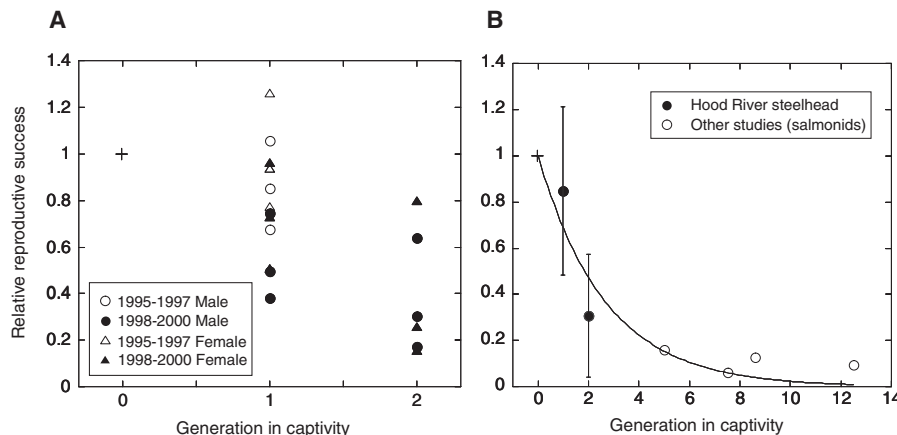 A
Relative reproductive success
1.4
1.2
1
0.8
0.6
0.4
0.2
0
0
1
2
Generation in captivity
1995-1997 Male
1998-2000 Male
1995-1997 Female
1998-2000 Female
B
1.4
1.2
1
0.8
0.6
0.4
0.2
0
0 2 4 6 8 10 12 14
Generation in captivity
Hood River steelhead
Other studies (salmonids)